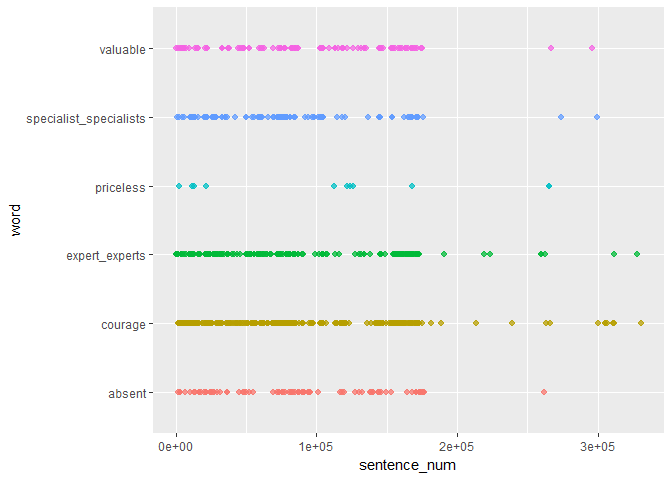 valuable
specialist_specialists
priceless
expert_experts
courage
absent
word
0e+00 1e+05 2e+05 3e+05
sentence_num